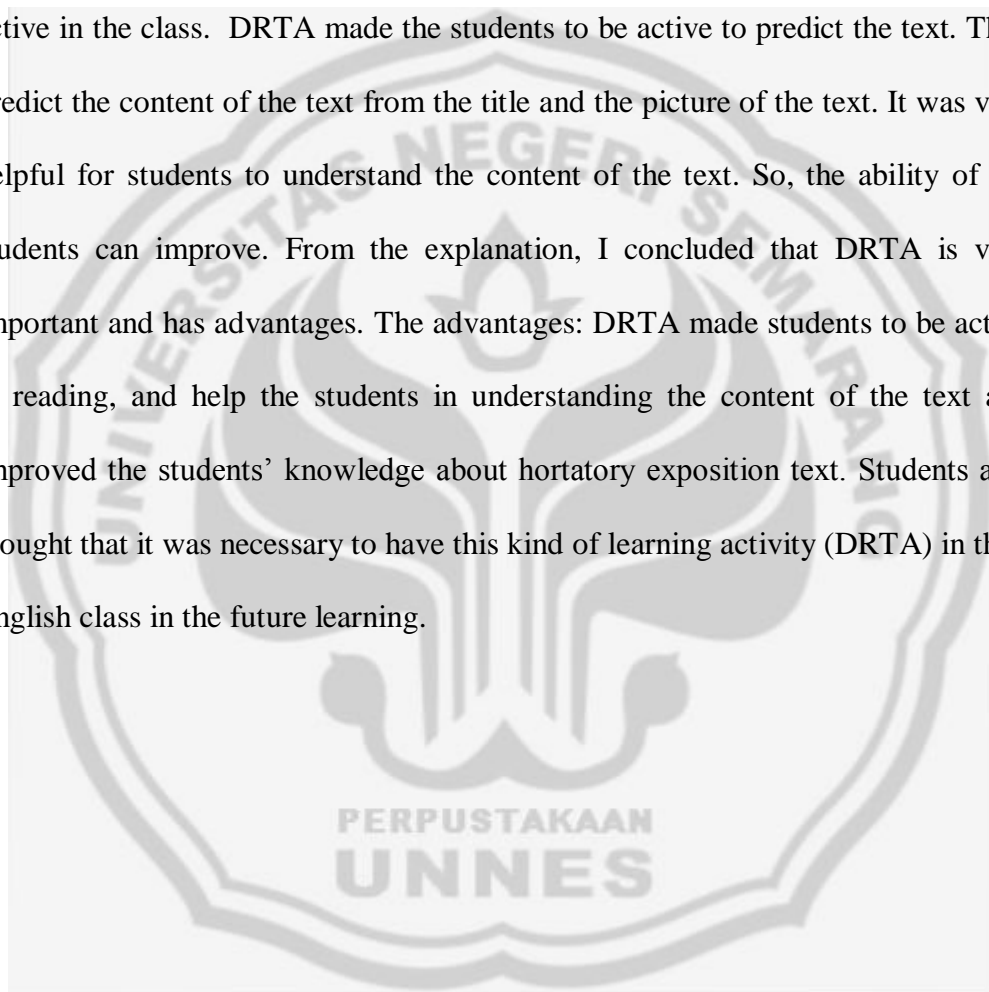 ctive in the class. DRTA made the students to be active to predict the text. Th
redict the content of the text from the title and the picture of the text. It was v
elpful for students to understand the content of the text. So, the ability of
udents can improve. From the explanation, I concluded that DRTA is v
nportant and has advantages. The advantages: DRTA made students to be act
reading, and help the students in understanding the content of the text a
nproved the students’ knowledge about hortatory exposition text. Students a
ought that it was necessary to have this kind of learning activity (DRTA) in th
nglish class in the future learning.
UNIVERSITAS NEGERI SEMARANG
PERPUSTAKAAN
UNNES